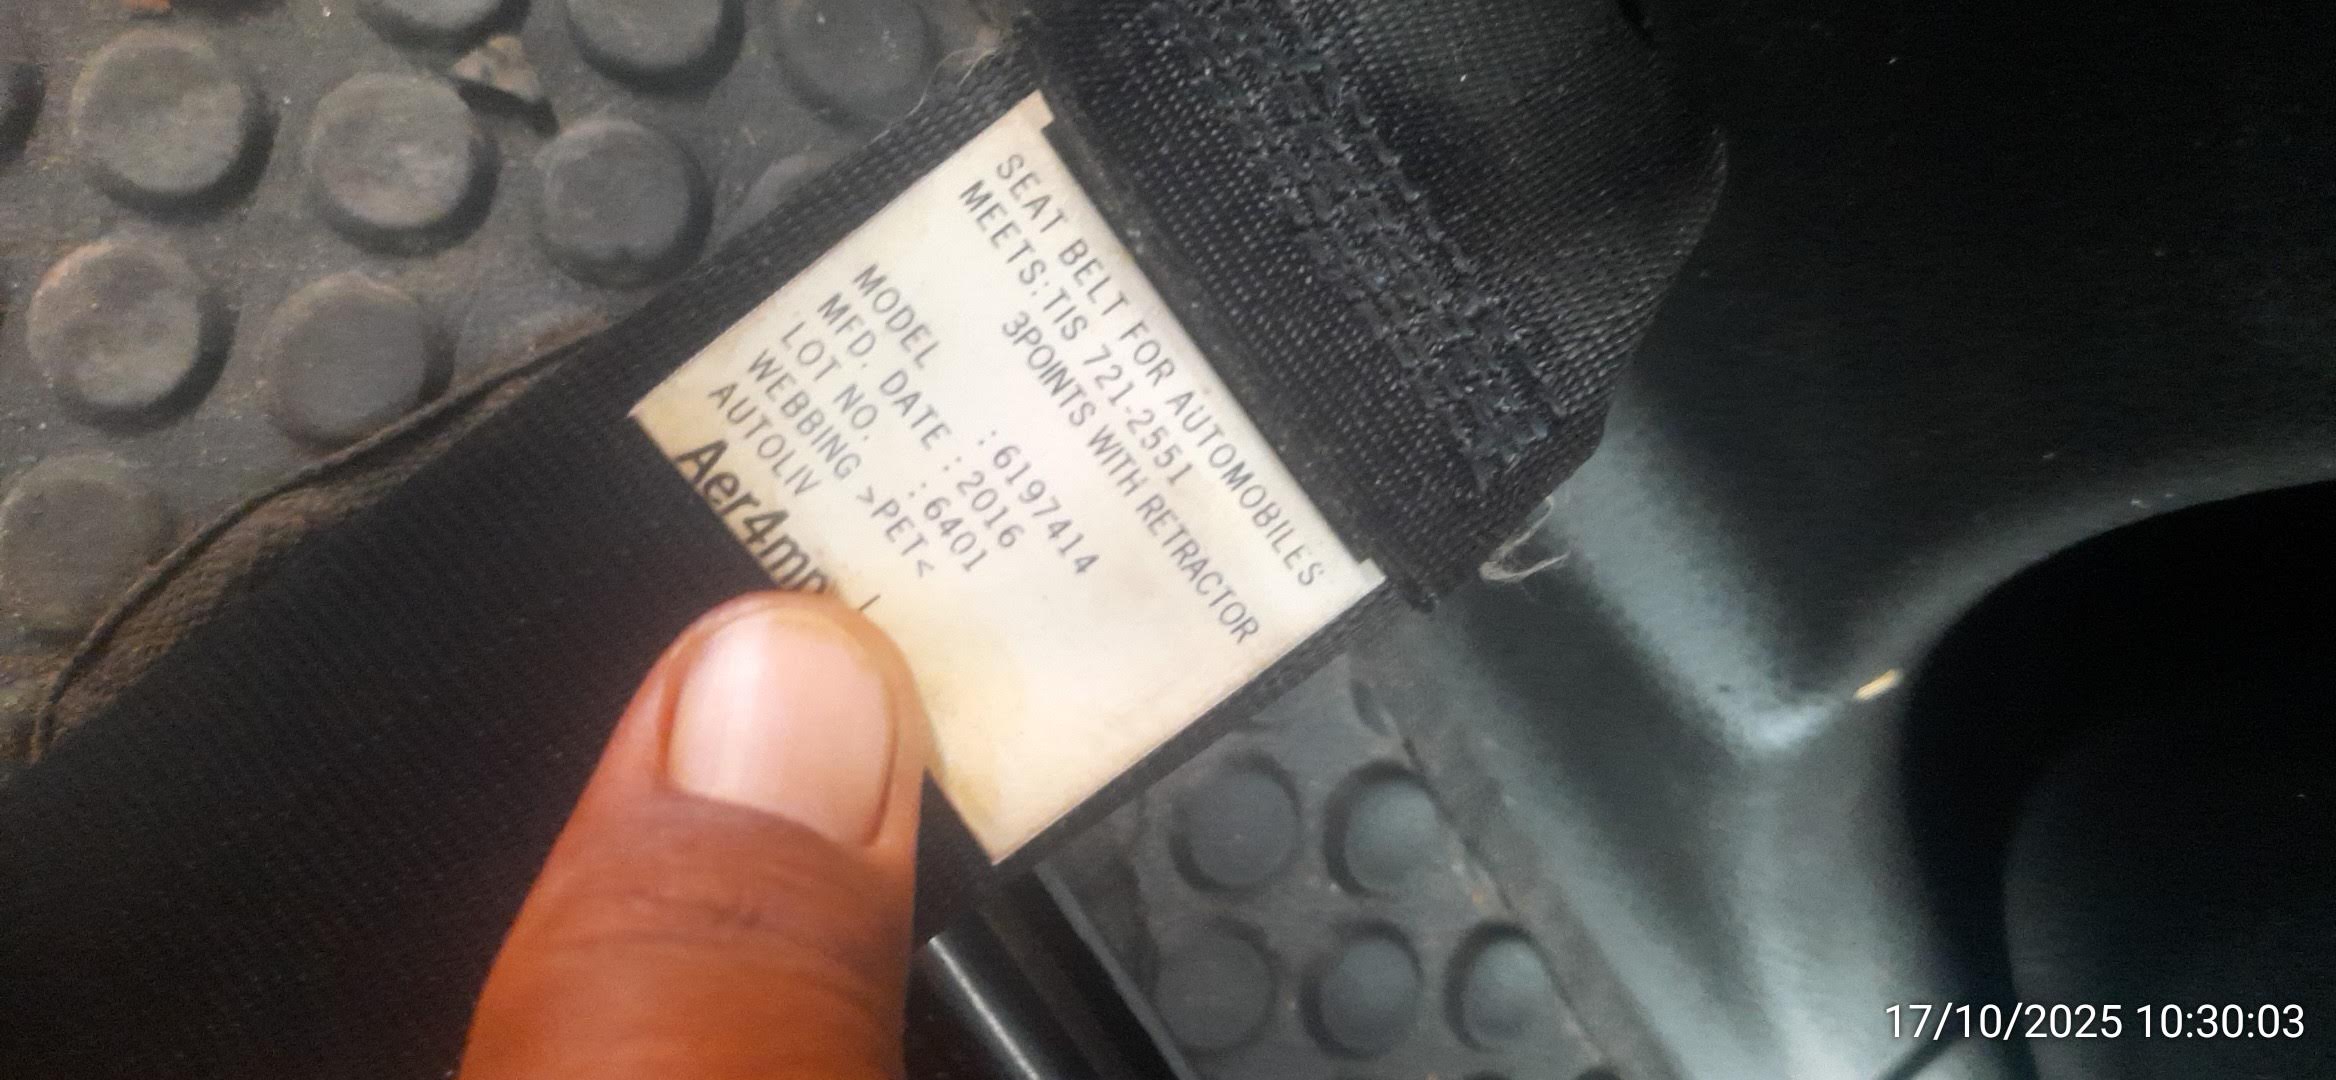 SEAT BELT FOR AUTOMOBILES
MEETS:TIS 721-2551
3POINTS WITH RETRACTOR
MODEL : 6197414
MFD. DATE : 2016
LOT NO. : 6401
WEBBING >PET<
AUTOLIV
17/10/2025 10:30:03